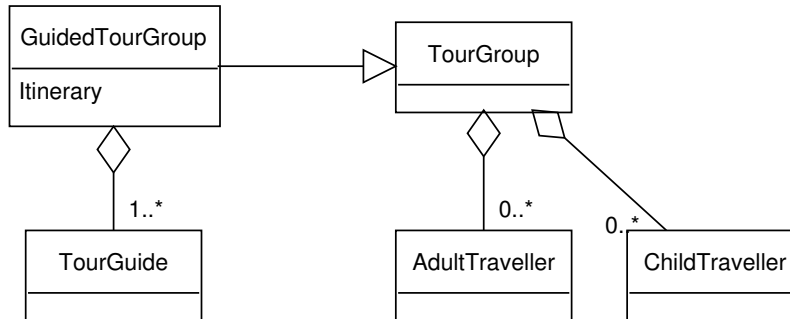 GuidedTourGroup
TourGroup
Itinerary
1..*
0..*
0..*
TourGuide
AdultTraveller
ChildTraveller